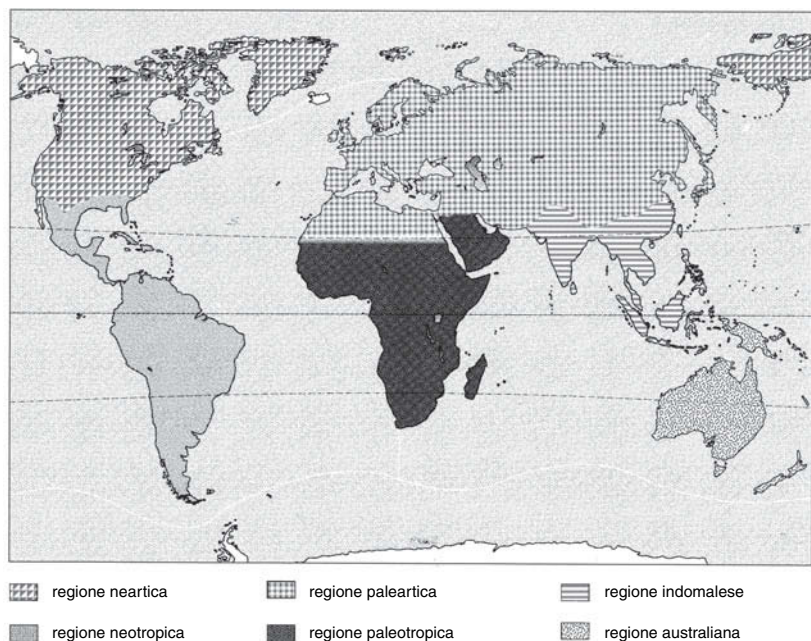 regione neartica
regione paleartica
regione indomalese
regione neotropica
regione paleotropica
regione australiana